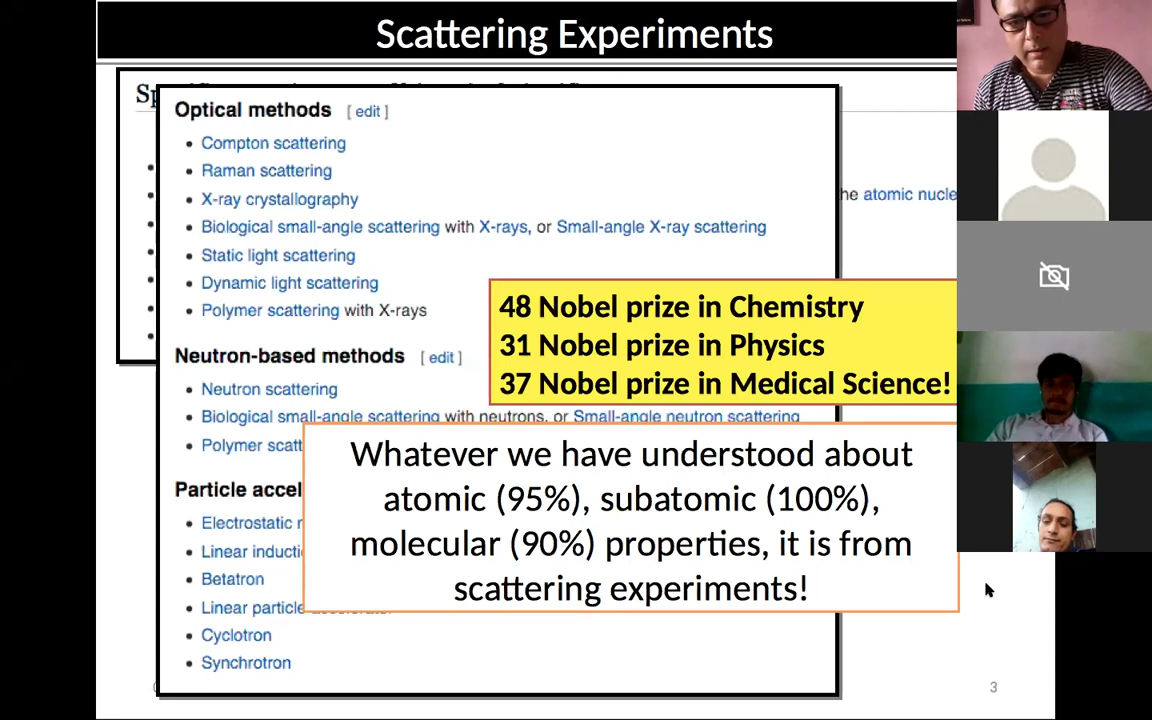 Scattering Experiments
Optical methods [ edit ]
• Compton scattering
• Raman scattering
• X-ray crystallography
he atomic nucle
• Biological small-angle scattering with X-rays, or Small-angle X-ray scattering
• Static light scattering
• Dynamic light scattering
• Polymer scattering with X-rays
48 Nobel prize in Chemistry
31 Nobel prize in Physics
37 Nobel prize in Medical Science!
Neutron-based methods [ edit ]
• Neutron scattering
• Biological small-angle scattering with neutrons, or Small-angle neutron scattering
• Polymer scatt
Whatever we have understood about
atomic (95%), subatomic (100%),
molecular (90%) properties, it is from
scattering experiments!
Particle accel
• Electrostatic
• Linear inducti
• Betatron
• Linear particle
• Cyclotron
• Synchrotron
3